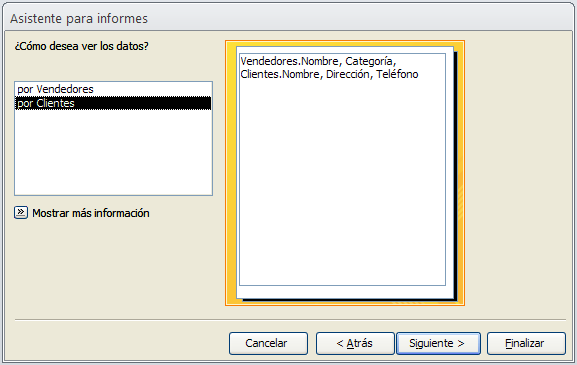 Asistente para informes
¿Cómo desea ver los datos?
por Vendedores
por Clientes
Vendedores.Nombre, Categoría,
Clientes.Nombre, Dirección, Teléfono
Mostrar más información
Cancelar
< Atrás
Siguiente >
Finalizar